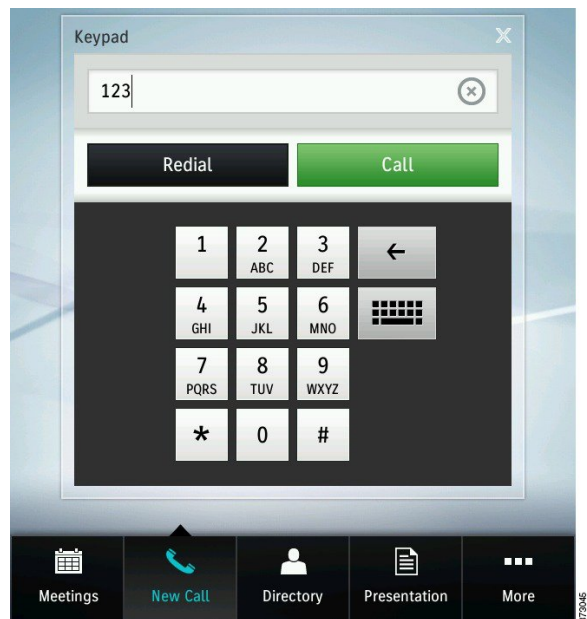 Keypad X
123
Redial Call
1 2 3
ABC DEF
4 5 6
GHI JKL MNO
7 8 9
PQRS TUV WXYZ
* 0 #
Meetings New Call Directory Presentation More